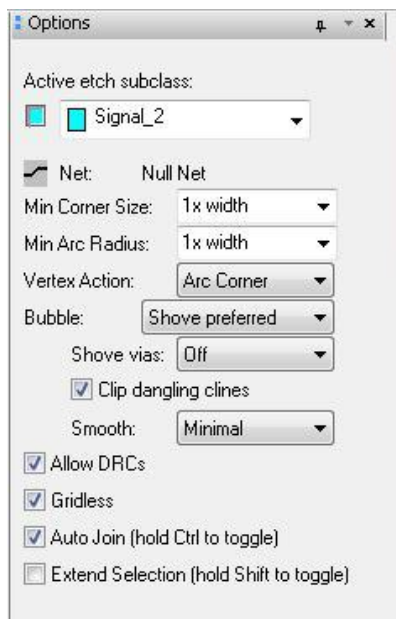 Options
Active etch subclass:
Signal_2
Net: Null Net
Min Corner Size: 1x width
Min Arc Radius: 1x width
Vertex Action: Arc Corner
Bubble: Shove preferred
Shove vias: Off
Clip dangling clines
Smooth: Minimal
Allow DRCs
Gridless
Auto Join (hold Ctrl to toggle)
Extend Selection (hold Shift to toggle)